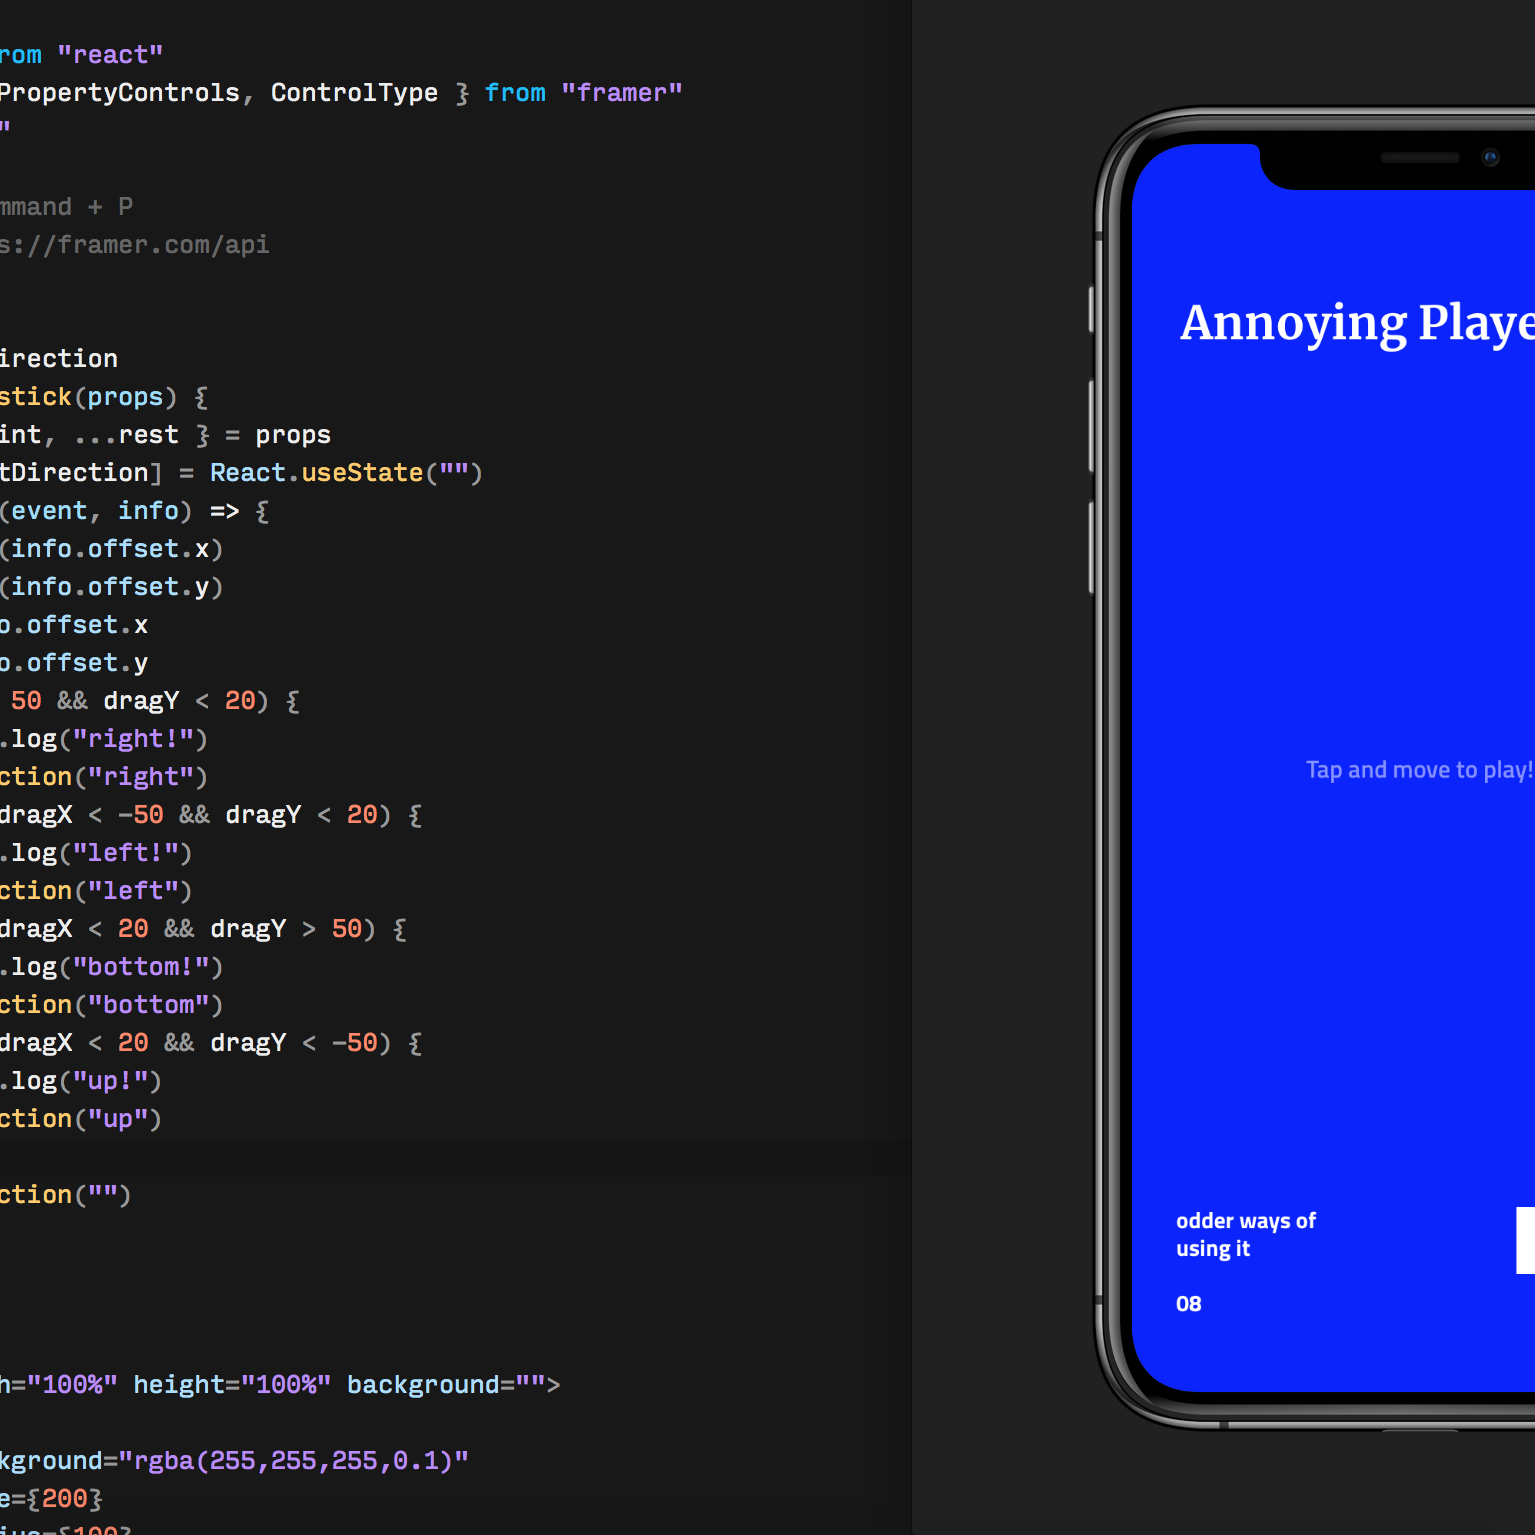 rom "react"
PropertyControls, ControlType } from "framer"
"
mmand + P
s://framer.com/api
irection
stick(props) {
int, ...rest } = props
tDirection] = React.useState("")
(event, info) => {
(info.offset.x)
(info.offset.y)
o.offset.x
o.offset.y
50 && dragY < 20) {
.log("right!")
ction("right")
dragX < -50 && dragY < 20) {
.log("left!")
ction("left")
dragX < 20 && dragY > 50) {
.log("bottom!")
ction("bottom")
dragX < 20 && dragY < -50) {
.log("up!")
ction("up")
ction("")
h="100%" height="100%" background="">
kground="rgba(255,255,255,0.1)"
e={200}
ius={100}
Annoying Playe
Tap and move to play!
odder ways of
using it
08